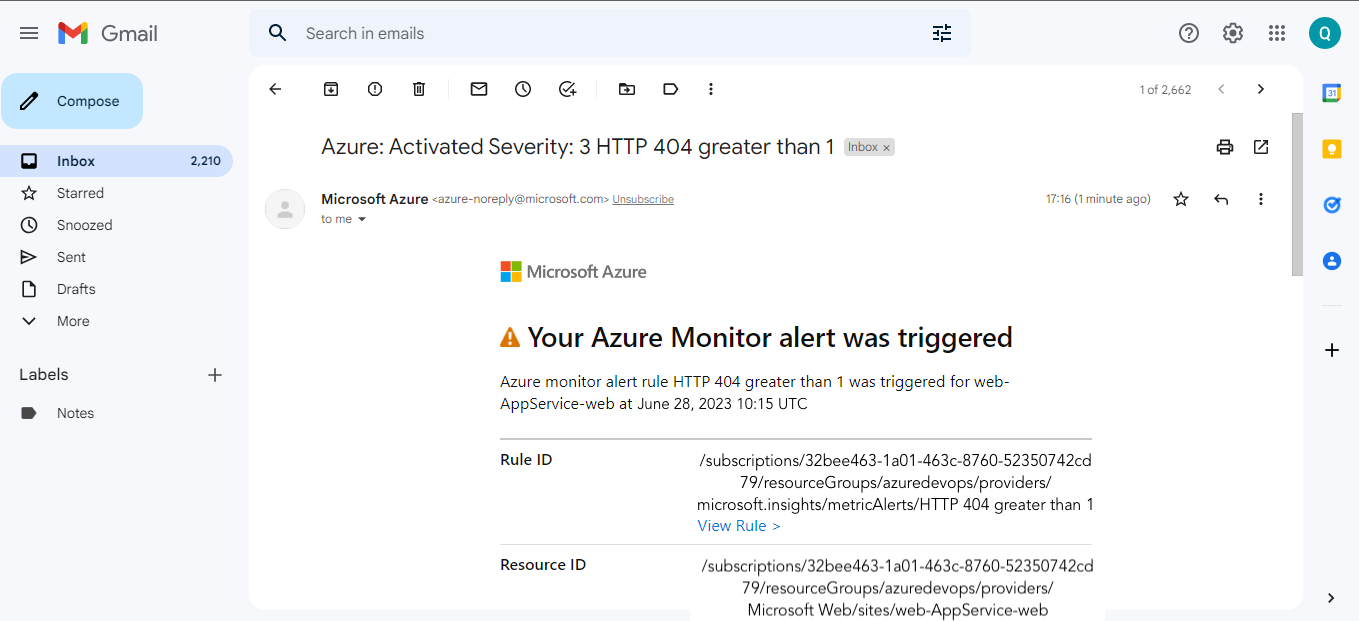 Gmail
Search in emails
Q
Compose
1 of 2,662
31
Inbox 2,210
Starred
Snoozed
Sent
Drafts
More
Labels
Notes
Azure: Activated Severity: 3 HTTP 404 greater than 1 Inbox ×
Microsoft Azure <azure-noreply@microsoft.com> Unsubscribe 17:16 (1 minute ago)
to me
Microsoft Azure
Your Azure Monitor alert was triggered
Azure monitor alert rule HTTP 404 greater than 1 was triggered for web-
AppService-web at June 28, 2023 10:15 UTC
Rule ID /subscriptions/32bee463-1a01-463c-8760-52350742cd
79/resourceGroups/azuredevops/providers/
microsoft.insights/metricAlerts/HTTP 404 greater than 1
View Rule >
Resource ID /subscriptions/32bee463-1a01-463c-8760-52350742cd
79/resourceGroups/azuredevops/providers/
Microsoft Web/sites/web-AppService-web